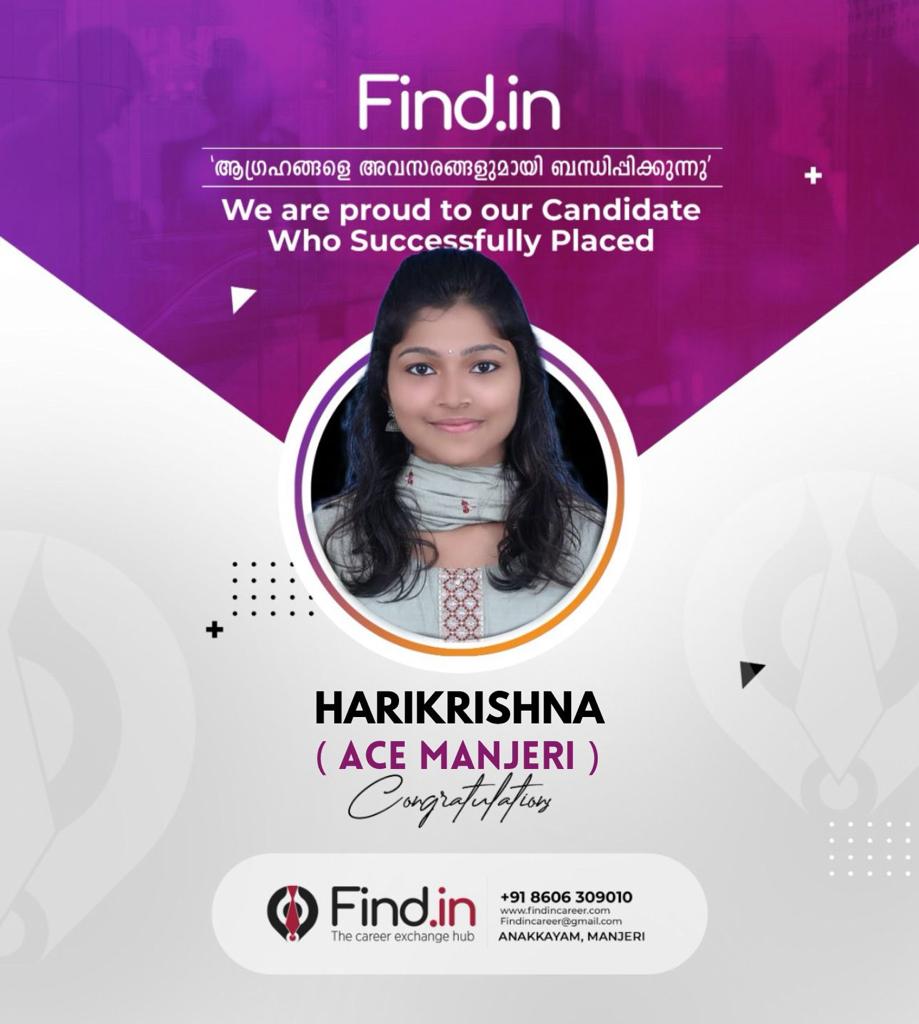 Find.in
'ആഗ്രഹങ്ങളെ അവസരങ്ങളുമായി ബന്ധിപ്പിക്കുന്നു'
We are proud to our Candidate
Who Successfully Placed
HARIKRISHNA
( ACE MANJERI )
Congratulations
Find.in
The career exchange hub
+91 8606 309010
www.findincareer.com
Findincareer@gmail.com
ANAKKAYAM, MANJERI